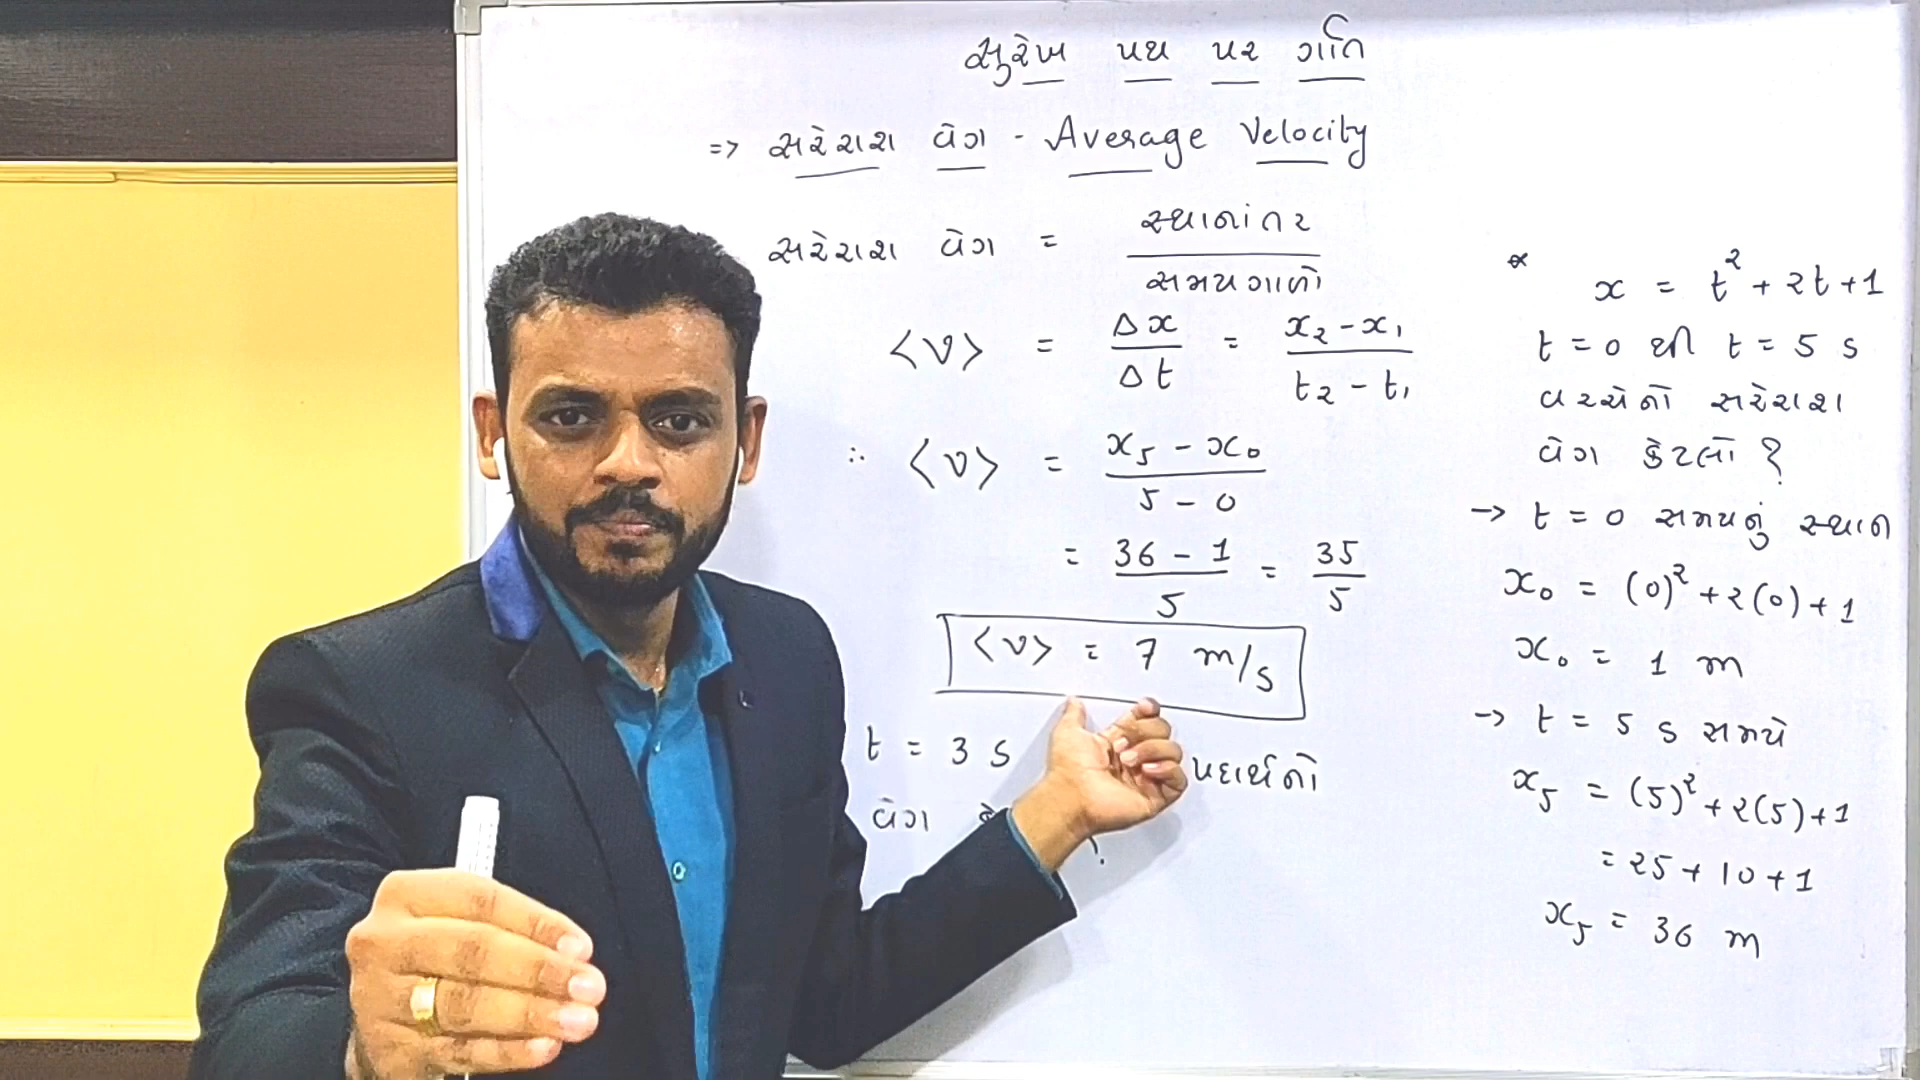 સુરેખ પથ પર ગતિ
=> સરેરાશ વેગ - Average Velocity
સરેરાશ વેગ = સ્થાનાંતર / સમયગાળો
<v> = Δx / Δt = x₂ - x₁ / t₂ - t₁
∴ <v> = x₅ - x₀ / 5 - 0
= 36 - 1 / 5 = 35 / 5
<v> = 7 m/s
t = 3 s પદાર્થનો
વેગ ?
* x = t² + 2t + 1
t = 0 થી t = 5 s
વચ્ચેનો સરેરાશ
વેગ કેટલો ?
-> t = 0 સમયનું સ્થાન
x₀ = (0)² + 2(0) + 1
x₀ = 1 m
-> t = 5 s સમયે
x₅ = (5)² + 2(5) + 1
= 25 + 10 + 1
x₅ = 36 m